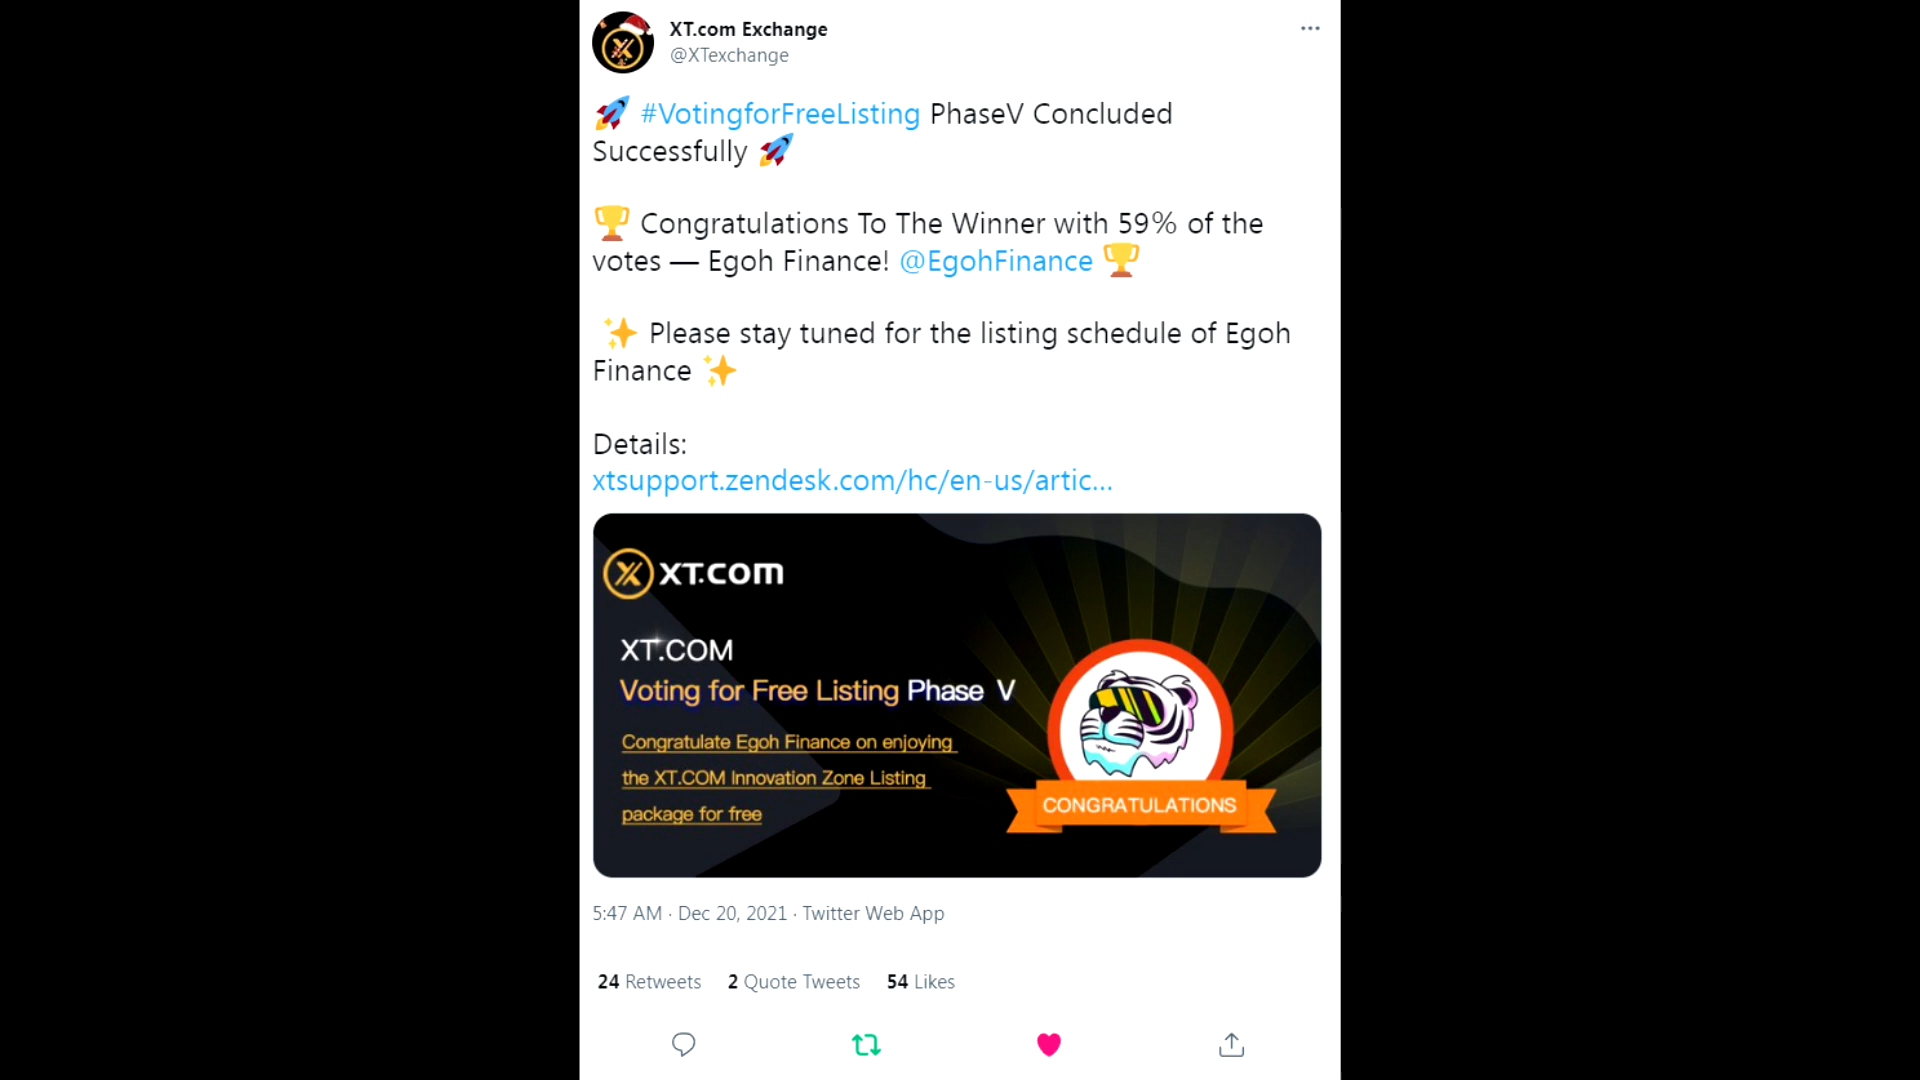 XT.com Exchange
@XTexchange
🚀 #VotingforFreeListing PhaseV Concluded
Successfully 🚀
🏆 Congratulations To The Winner with 59% of the
votes — Egoh Finance! @EgohFinance 🏆
✨ Please stay tuned for the listing schedule of Egoh
Finance ✨
Details:
xtsupport.zendesk.com/hc/en-us/artic...
XT.com
XT.COM
Voting for Free Listing Phase V
Congratulate Egoh Finance on enjoying
the XT.COM Innovation Zone Listing
package for free
CONGRATULATIONS
5:47 AM · Dec 20, 2021 · Twitter Web App
24 Retweets 2 Quote Tweets 54 Likes